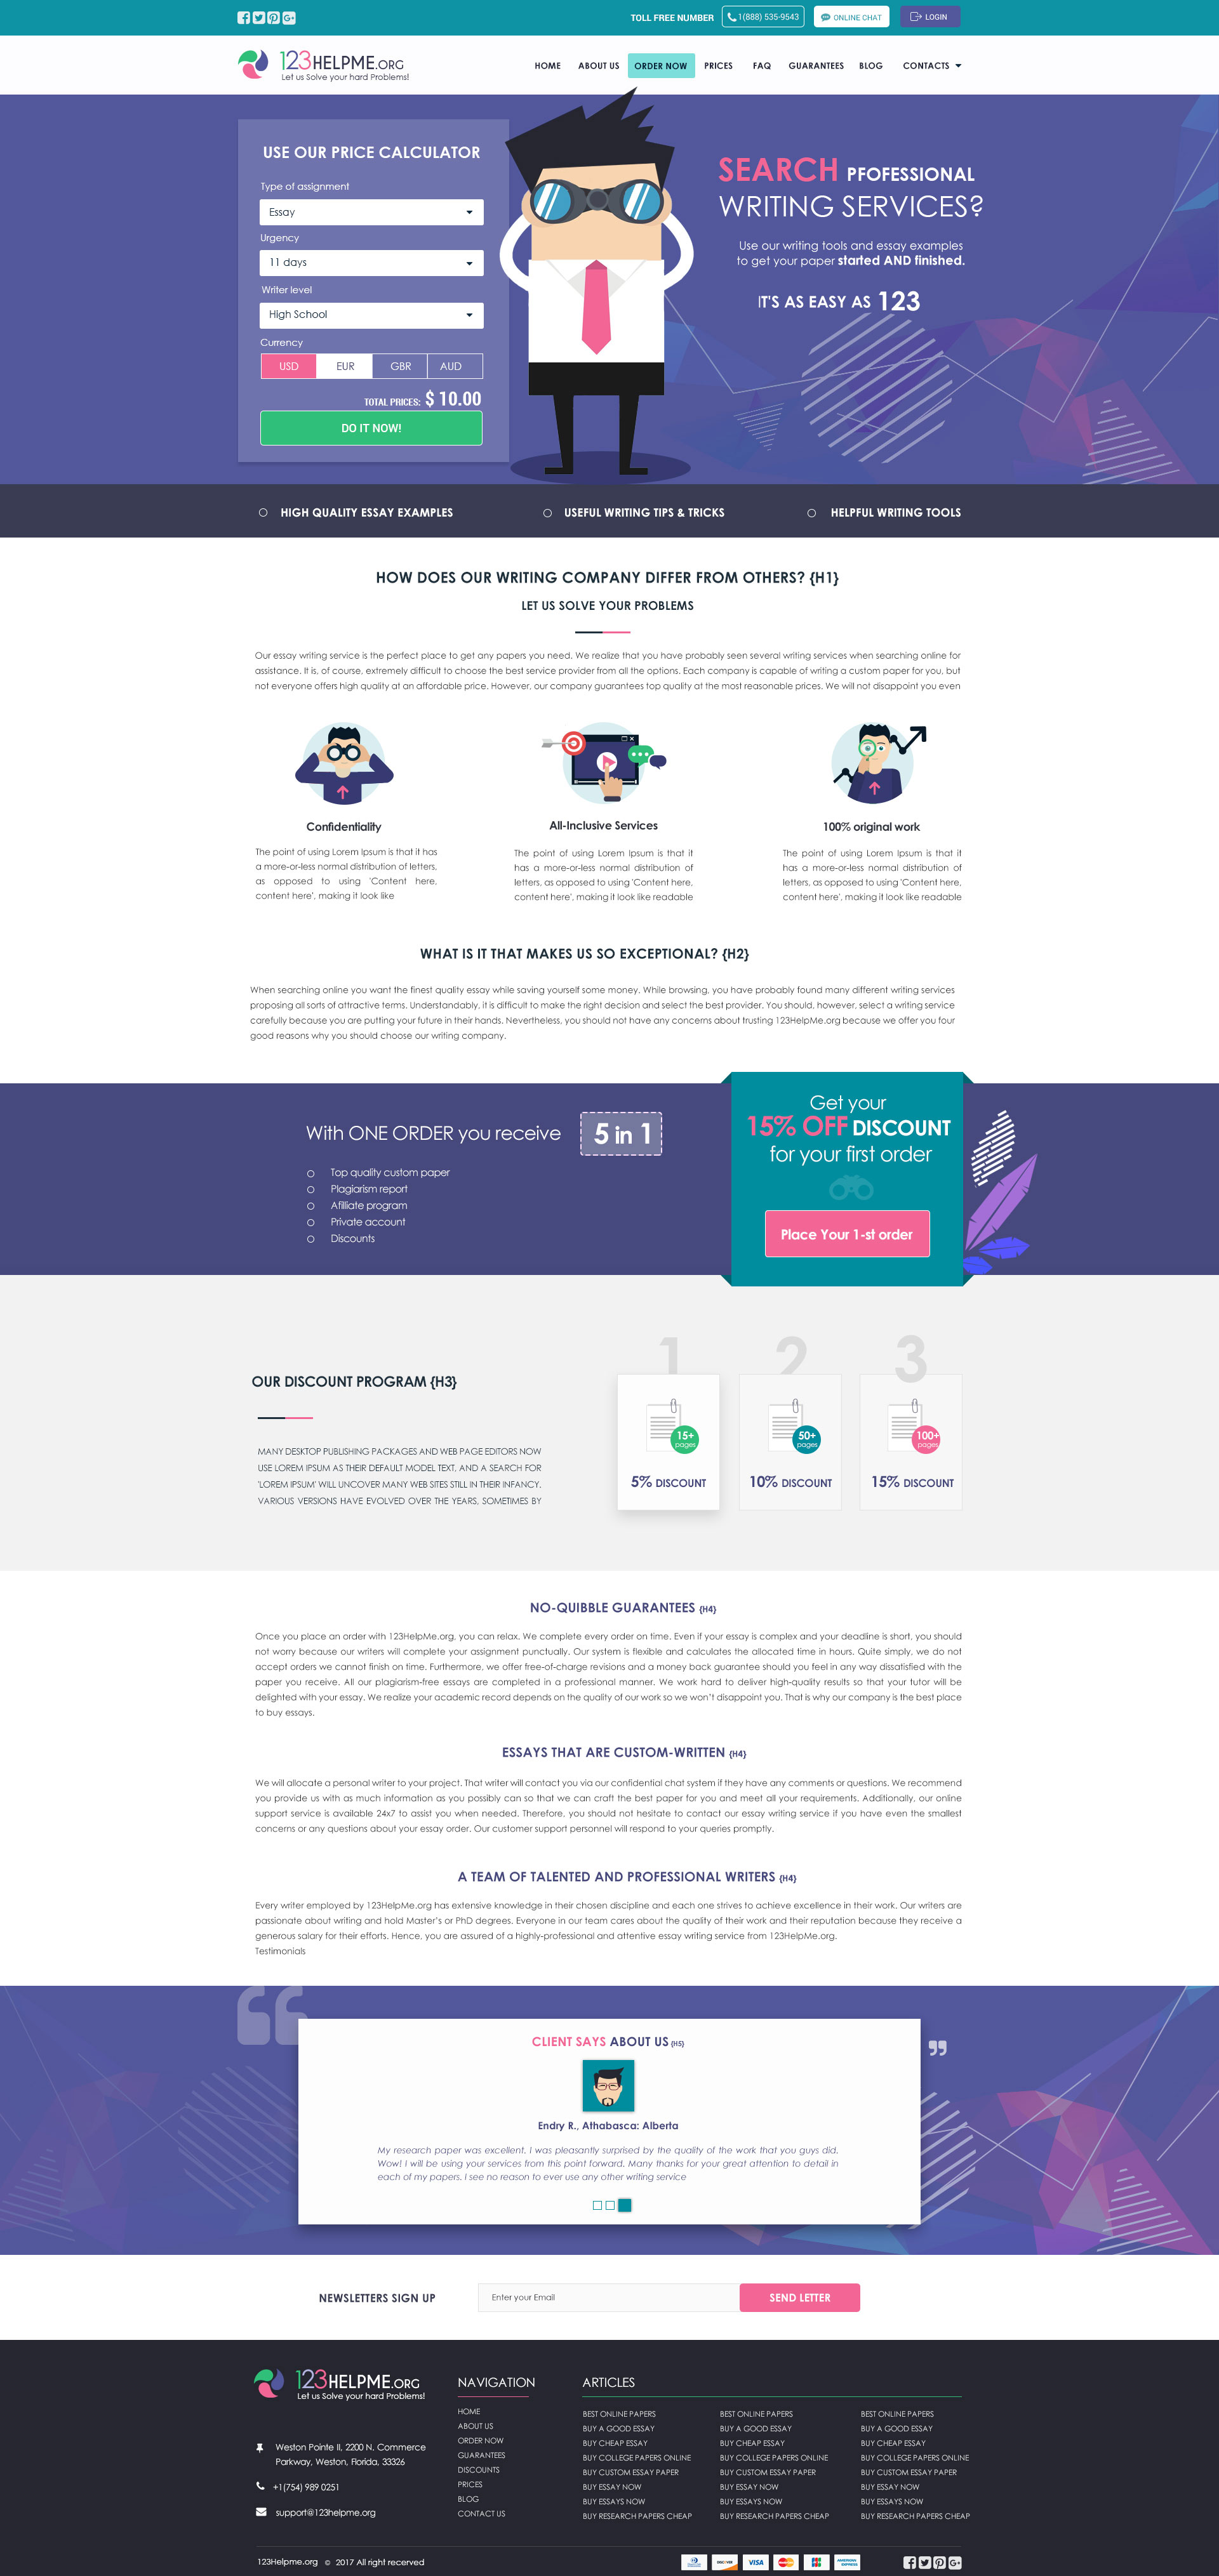 TOLL FREE NUMBER
1(888) 535-9543
ONLINE CHAT
LOGIN
123HELPME.ORG
Let us Solve your hard Problems!
HOME
ABOUT US
ORDER NOW
PRICES
FAQ
GUARANTEES
BLOG
CONTACTS
USE OUR PRICE CALCULATOR
Type of assignment
Essay
Urgency
11 days
Writer level
High School
Currency
USD
EUR
GBR
AUD
TOTAL PRICES: $ 10.00
DO IT NOW!
SEARCH PFOFESSIONAL
WRITING SERVICES?
Use our writing tools and essay examples
to get your paper started AND finished.
IT'S AS EASY AS 123
HIGH QUALITY ESSAY EXAMPLES
USEFUL WRITING TIPS & TRICKS
HELPFUL WRITING TOOLS
HOW DOES OUR WRITING COMPANY DIFFER FROM OTHERS? {H1}
LET US SOLVE YOUR PROBLEMS
Our essay writing service is the perfect place to get any papers you need. We realize that you have probably seen several writing services when searching online for
assistance. It is, of course, extremely difficult to choose the best service provider from all the options. Each company is capable of writing a custom paper for you, but
not everyone offers high quality at an affordable price. However, our company guarantees top quality at the most reasonable prices. We will not disappoint you even
Confidentiality
The point of using Lorem Ipsum is that it has
a more-or-less normal distribution of letters,
as opposed to using 'Content here,
content here', making it look like
All-Inclusive Services
The point of using Lorem Ipsum is that it
has a more-or-less normal distribution of
letters, as opposed to using 'Content here,
content here', making it look like readable
100% original work
The point of using Lorem Ipsum is that it
has a more-or-less normal distribution of
letters, as opposed to using 'Content here,
content here', making it look like readable
WHAT IS IT THAT MAKES US SO EXCEPTIONAL? {H2}
When searching online you want the finest quality essay while saving yourself some money. While browsing, you have probably found many different writing services
proposing all sorts of attractive terms. Understandably, it is difficult to make the right decision and select the best provider. You should, however, select a writing service
carefully because you are putting your future in their hands. Nevertheless, you should not have any concerns about trusting 123HelpMe.org because we offer you four
good reasons why you should choose our writing company.
With ONE ORDER you receive
5 in 1
Top quality custom paper
Plagiarism report
Afilliate program
Private account
Discounts
Get your
15% OFF DISCOUNT
for your first order
Place Your 1-st order
OUR DISCOUNT PROGRAM {H3}
MANY DESKTOP PUBLISHING PACKAGES AND WEB PAGE EDITORS NOW
USE LOREM IPSUM AS THEIR DEFAULT MODEL TEXT, AND A SEARCH FOR
'LOREM IPSUM' WILL UNCOVER MANY WEB SITES STILL IN THEIR INFANCY.
VARIOUS VERSIONS HAVE EVOLVED OVER THE YEARS, SOMETIMES BY
1
15+
pages
5% DISCOUNT
2
50+
pages
10% DISCOUNT
3
100+
pages
15% DISCOUNT
NO-QUIBBLE GUARANTEES {H4}
Once you place an order with 123HelpMe.org, you can relax. We complete every order on time. Even if your essay is complex and your deadline is short, you should
not worry because our writers will complete your assignment punctually. Our system is flexible and calculates the allocated time in hours. Quite simply, we do not
accept orders we cannot finish on time. Furthermore, we offer free-of-charge revisions and a money back guarantee should you feel in any way dissatisfied with the
paper you receive. All our plagiarism-free essays are completed in a professional manner. We work hard to deliver high-quality results so that your tutor will be
delighted with your essay. We realize your academic record depends on the quality of our work so we won't disappoint you. That is why our company is the best place
to buy essays.
ESSAYS THAT ARE CUSTOM-WRITTEN {H4}
We will allocate a personal writer to your project. That writer will contact you via our confidential chat system if they have any comments or questions. We recommend
you provide us with as much information as you possibly can so that we can craft the best paper for you and meet all your requirements. Additionally, our online
support service is available 24x7 to assist you when needed. Therefore, you should not hesitate to contact our essay writing service if you have even the smallest
concerns or any questions about your essay order. Our customer support personnel will respond to your queries promptly.
A TEAM OF TALENTED AND PROFESSIONAL WRITERS {H4}
Every writer employed by 123HelpMe.org has extensive knowledge in their chosen discipline and each one strives to achieve excellence in their work. Our writers are
passionate about writing and hold Master's or PhD degrees. Everyone in our team cares about the quality of their work and their reputation because they receive a
generous salary for their efforts. Hence, you are assured of a highly-professional and attentive essay writing service from 123HelpMe.org.
Testimonials
CLIENT SAYS ABOUT US {H5}
Endry R., Athabasca: Alberta
My research paper was excellent. I was pleasantly surprised by the quality of the work that you guys did.
Wow! I will be using your services from this point forward. Many thanks for your great attention to detail in
each of my papers. I see no reason to ever use any other writing service
NEWSLETTERS SIGN UP
Enter your Email
SEND LETTER
123HELPME.ORG
Let us Solve your hard Problems!
Weston Pointe II, 2200 N. Commerce
Parkway, Weston, Florida, 33326
+1(754) 989 0251
support@123helpme.org
NAVIGATION
HOME
ABOUT US
ORDER NOW
GUARANTEES
DISCOUNTS
PRICES
BLOG
CONTACT US
ARTICLES
BEST ONLINE PAPERS
BUY A GOOD ESSAY
BUY CHEAP ESSAY
BUY COLLEGE PAPERS ONLINE
BUY CUSTOM ESSAY PAPER
BUY ESSAY NOW
BUY ESSAYS NOW
BUY RESEARCH PAPERS CHEAP
BEST ONLINE PAPERS
BUY A GOOD ESSAY
BUY CHEAP ESSAY
BUY COLLEGE PAPERS ONLINE
BUY CUSTOM ESSAY PAPER
BUY ESSAY NOW
BUY ESSAYS NOW
BUY RESEARCH PAPERS CHEAP
BEST ONLINE PAPERS
BUY A GOOD ESSAY
BUY CHEAP ESSAY
BUY COLLEGE PAPERS ONLINE
BUY CUSTOM ESSAY PAPER
BUY ESSAY NOW
BUY ESSAYS NOW
BUY RESEARCH PAPERS CHEAP
123Helpme.org © 2017 All right recerved
DISCOVER
VISA